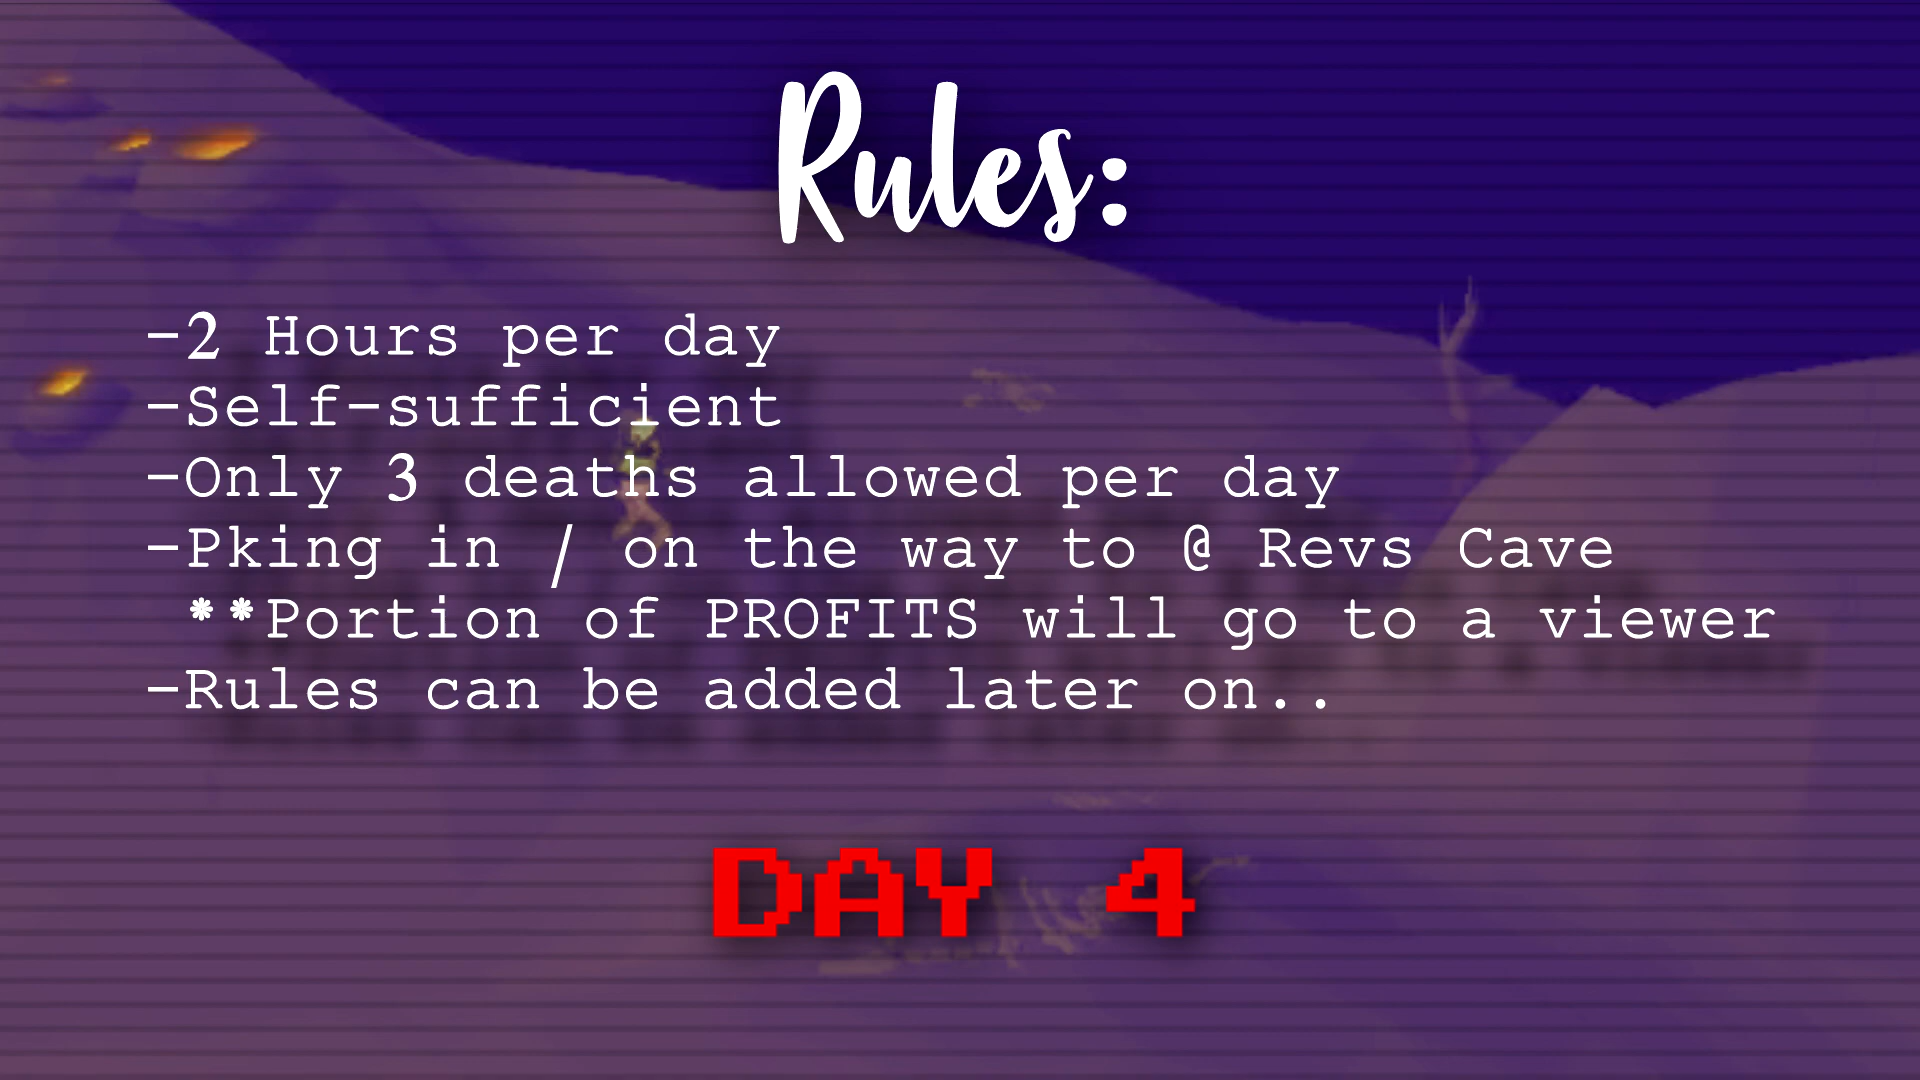 Rules:
-2 Hours per day
-Self-sufficient
-Only 3 deaths allowed per day
-Pking in / on the way to @ Revs Cave
**Portion of PROFITS will go to a viewer
-Rules can be added later on..
DAY 4